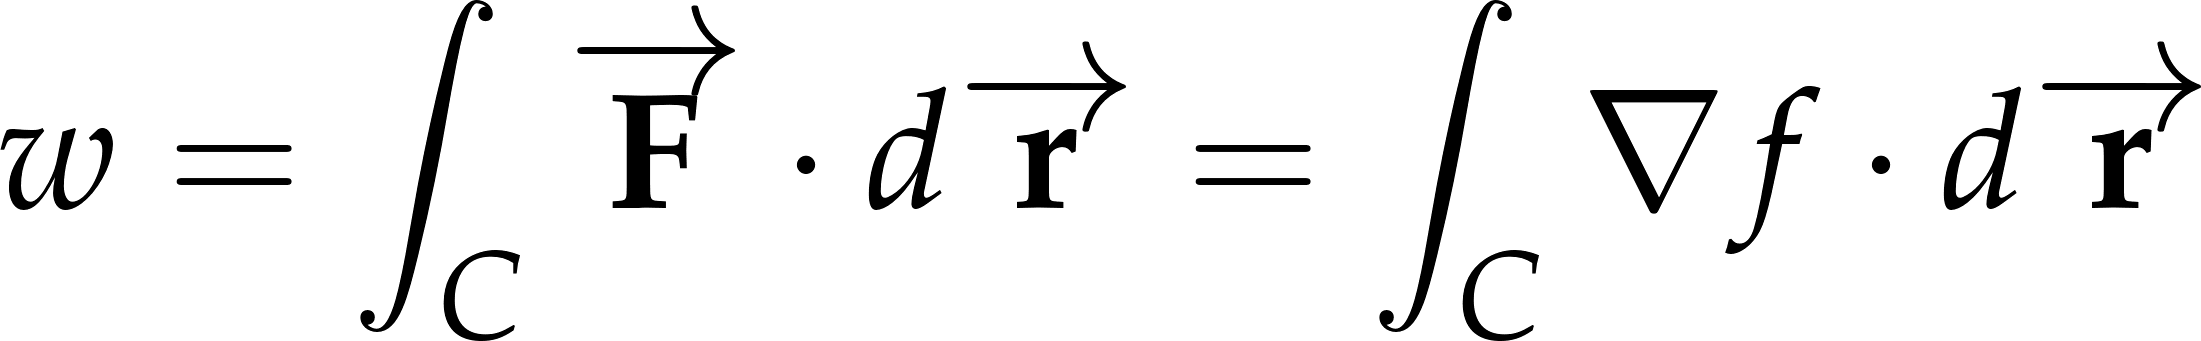 w = ∫_C F⃗ · d r⃗ = ∫_C ∇f · d r⃗